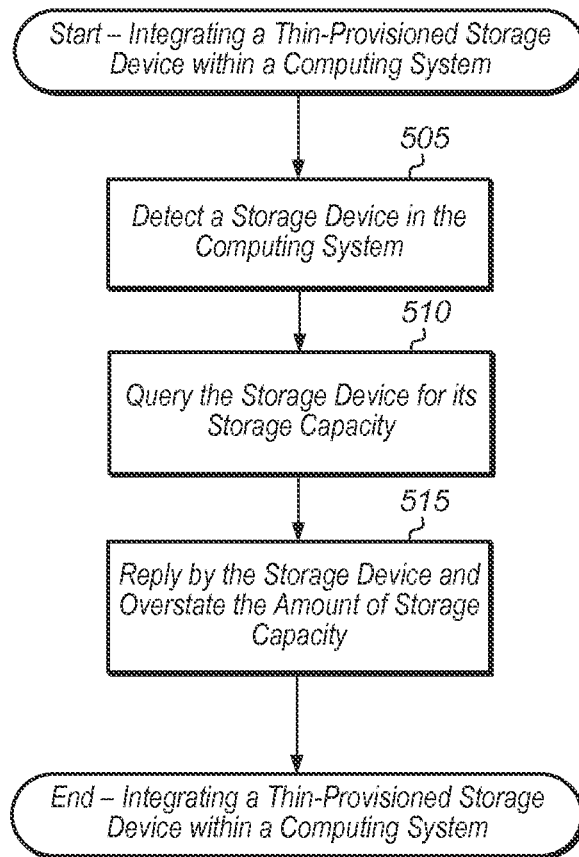 Start – Integrating a Thin-Provisioned Storage
Device within a Computing System
505
Detect a Storage Device in the
Computing System
510
Query the Storage Device for its
Storage Capacity
515
Reply by the Storage Device and
Overstate the Amount of Storage
Capacity
End – Integrating a Thin-Provisioned Storage
Device within a Computing System